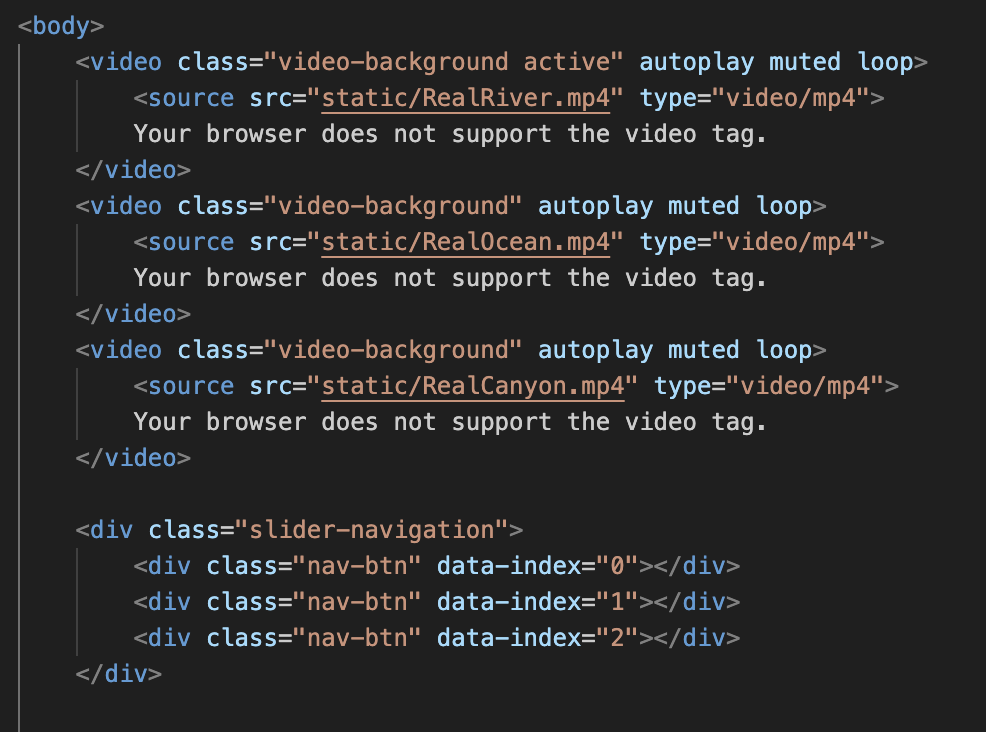 <body>
<video class="video-background active" autoplay muted loop>
<source src="static/RealRiver.mp4" type="video/mp4">
Your browser does not support the video tag.
</video>
<video class="video-background" autoplay muted loop>
<source src="static/RealOcean.mp4" type="video/mp4">
Your browser does not support the video tag.
</video>
<video class="video-background" autoplay muted loop>
<source src="static/RealCanyon.mp4" type="video/mp4">
Your browser does not support the video tag.
</video>
<div class="slider-navigation">
<div class="nav-btn" data-index="0"></div>
<div class="nav-btn" data-index="1"></div>
<div class="nav-btn" data-index="2"></div>
</div>